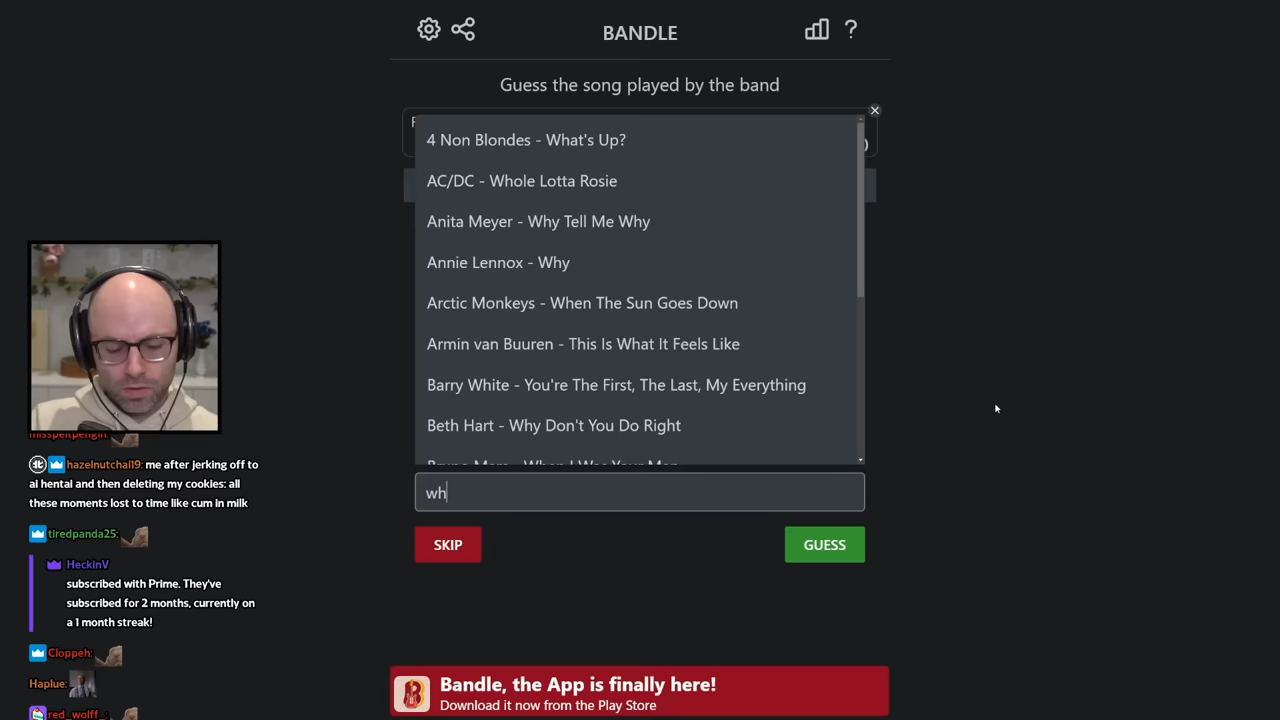 BANDLE
?
Guess the song played by the band
4 Non Blondes - What's Up?
AC/DC - Whole Lotta Rosie
Anita Meyer - Why Tell Me Why
Annie Lennox - Why
Arctic Monkeys - When The Sun Goes Down
Armin van Buuren - This Is What It Feels Like
Barry White - You're The First, The Last, My Everything
Beth Hart - Why Don't You Do Right
wh
SKIP
GUESS
Bandle, the App is finally here!
Download it now from the Play Store
misspeltpengin:
hazelnutchai19: me after jerking off to
ai hentai and then deleting my cookies: all
these moments lost to time like cum in milk
tiredpanda25:
HeckinV
subscribed with Prime. They've
subscribed for 2 months, currently on
a 1 month streak!
Cloppeh:
Haplue:
red_wolff_: